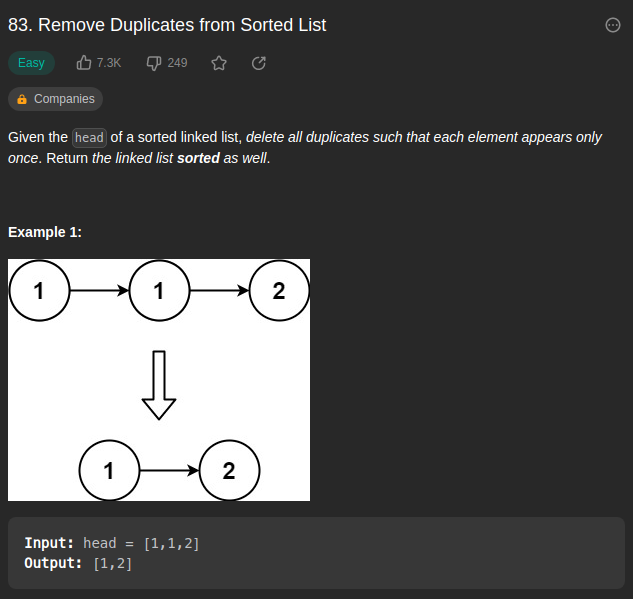 83. Remove Duplicates from Sorted List
Easy 7.3K 249
Companies
Given the head of a sorted linked list, delete all duplicates such that each element appears only
once. Return the linked list sorted as well.
Example 1:
1 1 2
1 2
Input: head = [1,1,2]
Output: [1,2]